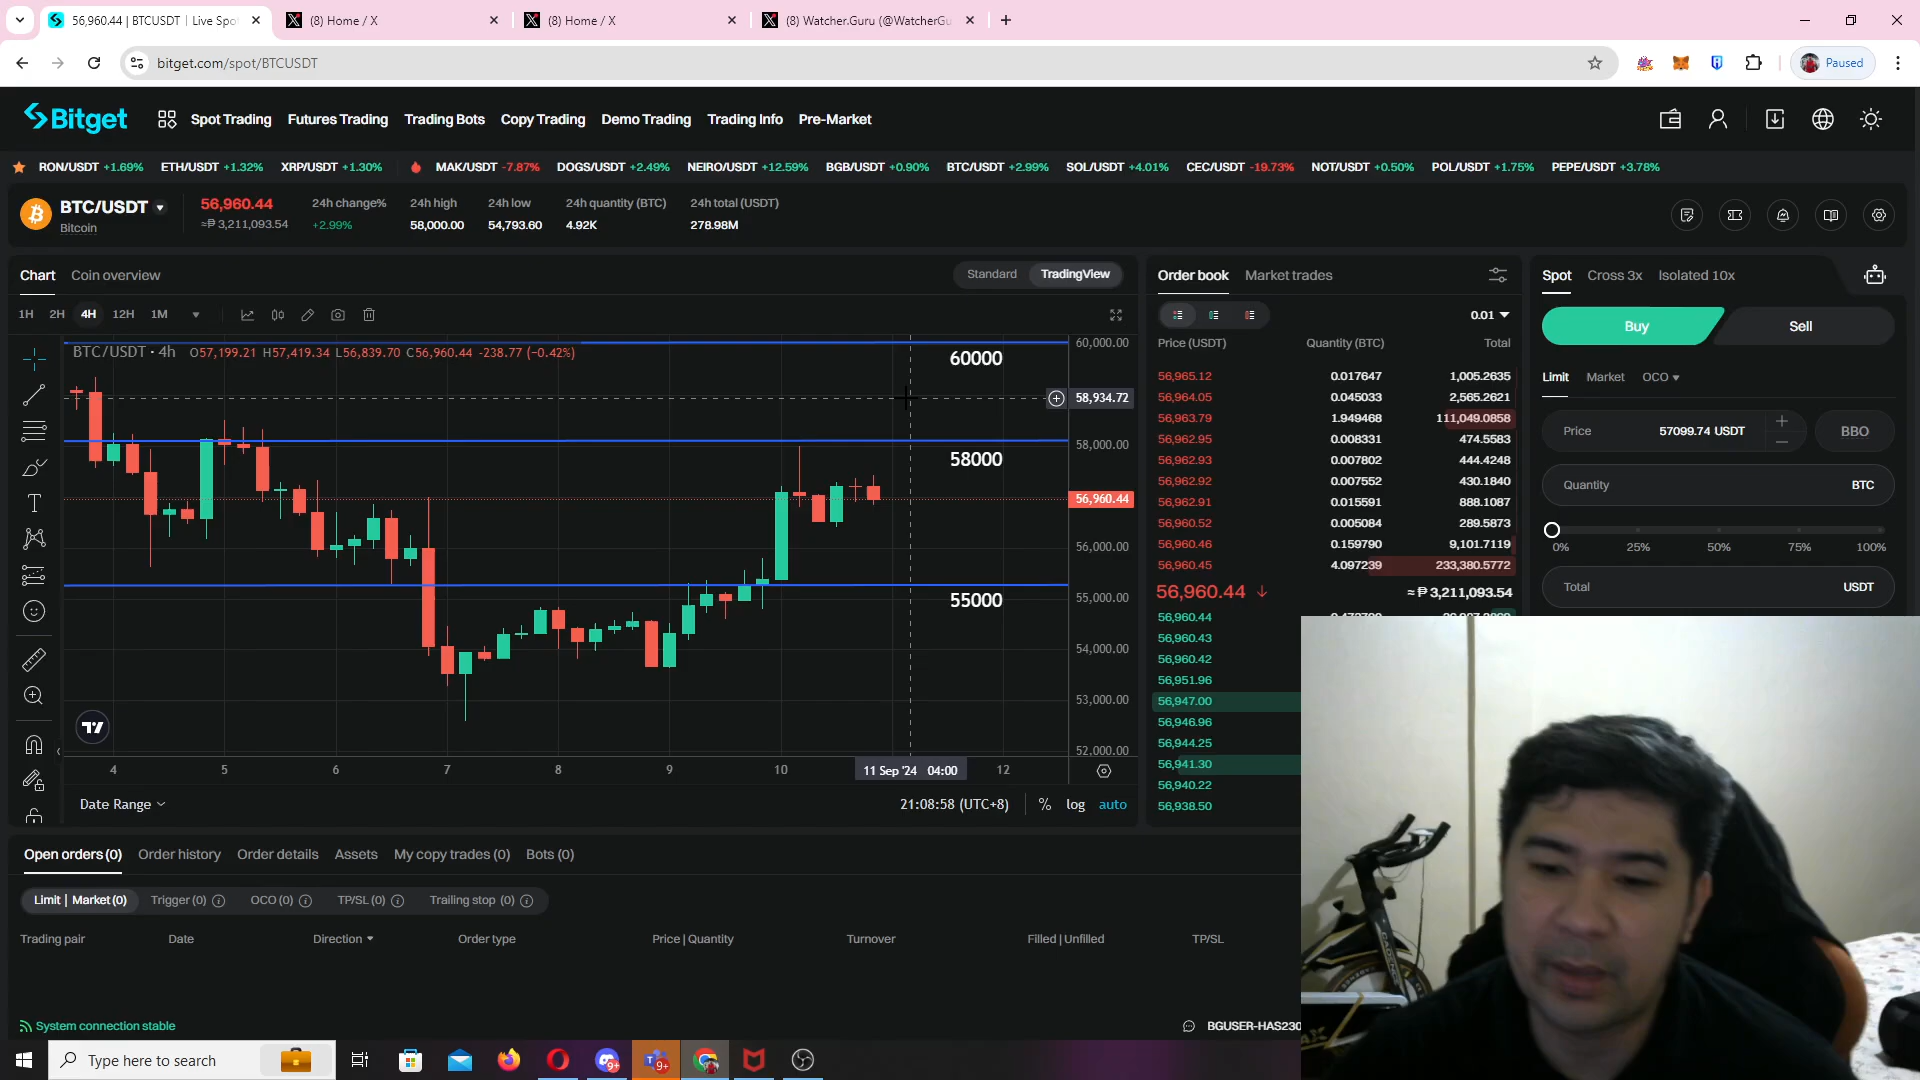 56,960.44 | BTCUSDT | Live Spo
(8) Home / X
(8) Home / X
(8) Watcher.Guru (@WatcherGu
bitget.com/spot/BTCUSDT
Paused
Bitget
Spot Trading
Futures Trading
Trading Bots
Copy Trading
Demo Trading
Trading Info
Pre-Market
RON/USDT +1.69%
ETH/USDT +1.32%
XRP/USDT +1.30%
MAK/USDT -7.87%
DOGS/USDT +2.49%
NEIRO/USDT +12.59%
BGB/USDT +0.90%
BTC/USDT +2.99%
SOL/USDT +4.01%
CEC/USDT -19.73%
NOT/USDT +0.50%
POL/USDT +1.75%
PEPE/USDT +3.78%
BTC/USDT
Bitcoin
56,960.44
≈₱ 3,211,093.54
24h change%
+2.99%
24h high
58,000.00
24h low
54,793.60
24h quantity (BTC)
4.92K
24h total (USDT)
278.98M
Chart
Coin overview
Standard
TradingView
1H 2H 4H 12H 1M
BTC/USDT · 4h O57,199.21 H57,419.34 L56,839.70 C56,960.44 -238.77 (−0.42%)
60000
58000
55000
60,000.00
58,934.72
58,000.00
56,960.44
56,000.00
55,000.00
54,000.00
53,000.00
52,000.00
4 5 6 7 8 9 10 11 Sep '24 04:00 12
Date Range
21:08:58 (UTC+8)
% log auto
Order book
Market trades
0.01
Price (USDT) Quantity (BTC) Total
56,965.12 0.017647 1,005.2635
56,964.05 0.045033 2,565.2621
56,963.79 1.949468 111,049.0858
56,962.95 0.008331 474.5583
56,962.93 0.007802 444.4248
56,962.92 0.007552 430.1840
56,962.91 0.015591 888.1087
56,960.52 0.005084 289.5873
56,960.46 0.159790 9,101.7119
56,960.45 4.097239 233,380.5772
56,960.44 ≈ ₱ 3,211,093.54
56,960.44
56,960.43
56,960.42
56,951.96
56,947.00
56,946.96
56,944.25
56,941.30
56,940.22
56,938.50
Spot
Cross 3x
Isolated 10x
Buy
Sell
Limit
Market
OCO
Price 57099.74 USDT
BBO
Quantity BTC
0% 25% 50% 75% 100%
Total USDT
Open orders (0)
Order history
Order details
Assets
My copy trades (0)
Bots (0)
Limit | Market (0)
Trigger (0)
OCO (0)
TP/SL (0)
Trailing stop (0)
Trading pair
Date
Direction
Order type
Price | Quantity
Turnover
Filled | Unfilled
TP/SL
System connection stable
BGUSER-HAS230
Type here to search
9+
9+